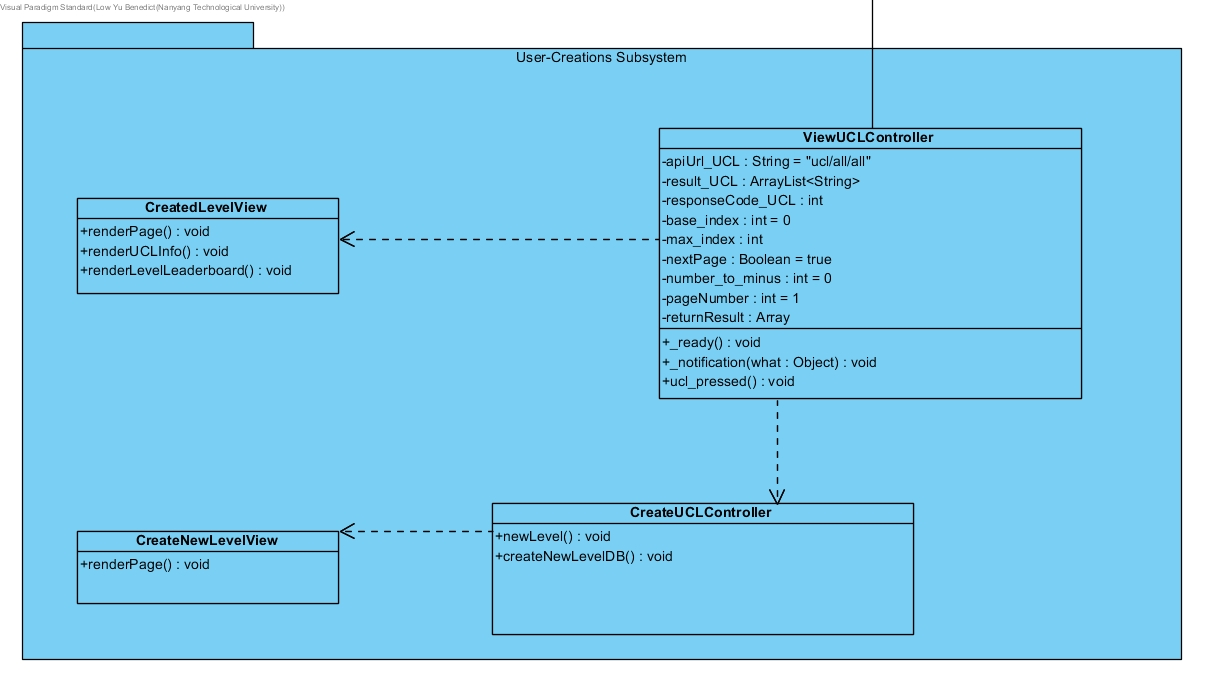 Visual Paradigm Standard(Low Yu Benedict(Nanyang Technological University))
User-Creations Subsystem
ViewUCLController
-apiUrl_UCL : String = "ucl/all/all"
-result_UCL : ArrayList<String>
-responseCode_UCL : int
-base_index : int = 0
-max_index : int
-nextPage : Boolean = true
-number_to_minus : int = 0
-pageNumber : int = 1
-returnResult : Array
+_ready() : void
+_notification(what : Object) : void
+ucl_pressed() : void
CreatedLevelView
+renderPage() : void
+renderUCLInfo() : void
+renderLevelLeaderboard() : void
CreateUCLController
+newLevel() : void
+createNewLevelDB() : void
CreateNewLevelView
+renderPage() : void